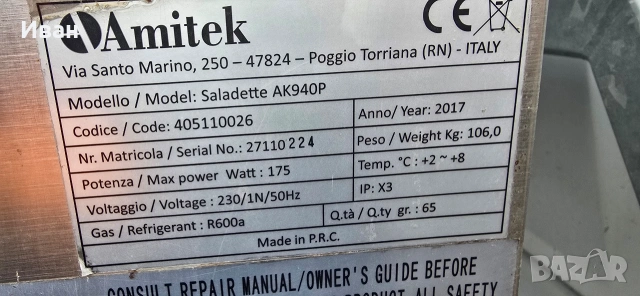 Иван
Amitek CE
Via Santo Marino, 250 – 47824 – Poggio Torriana (RN) - ITALY
Modello / Model: Saladette AK940P
Codice / Code: 405110026
Anno/ Year: 2017
Nr. Matricola / Serial No.: 27110224
Peso / Weight Kg: 106,0
Potenza / Max power Watt : 175
Temp. °C : +2 ~ +8
Voltaggio / Voltage : 230/1N/50Hz
IP: X3
Gas / Refrigerant : R600a
Q.tà / Q.ty gr. : 65
Made in P.R.C.
CONSULT REPAIR MANUAL/OWNER'S GUIDE BEFORE
PRODUCT ALL SAFETY
BAZAR